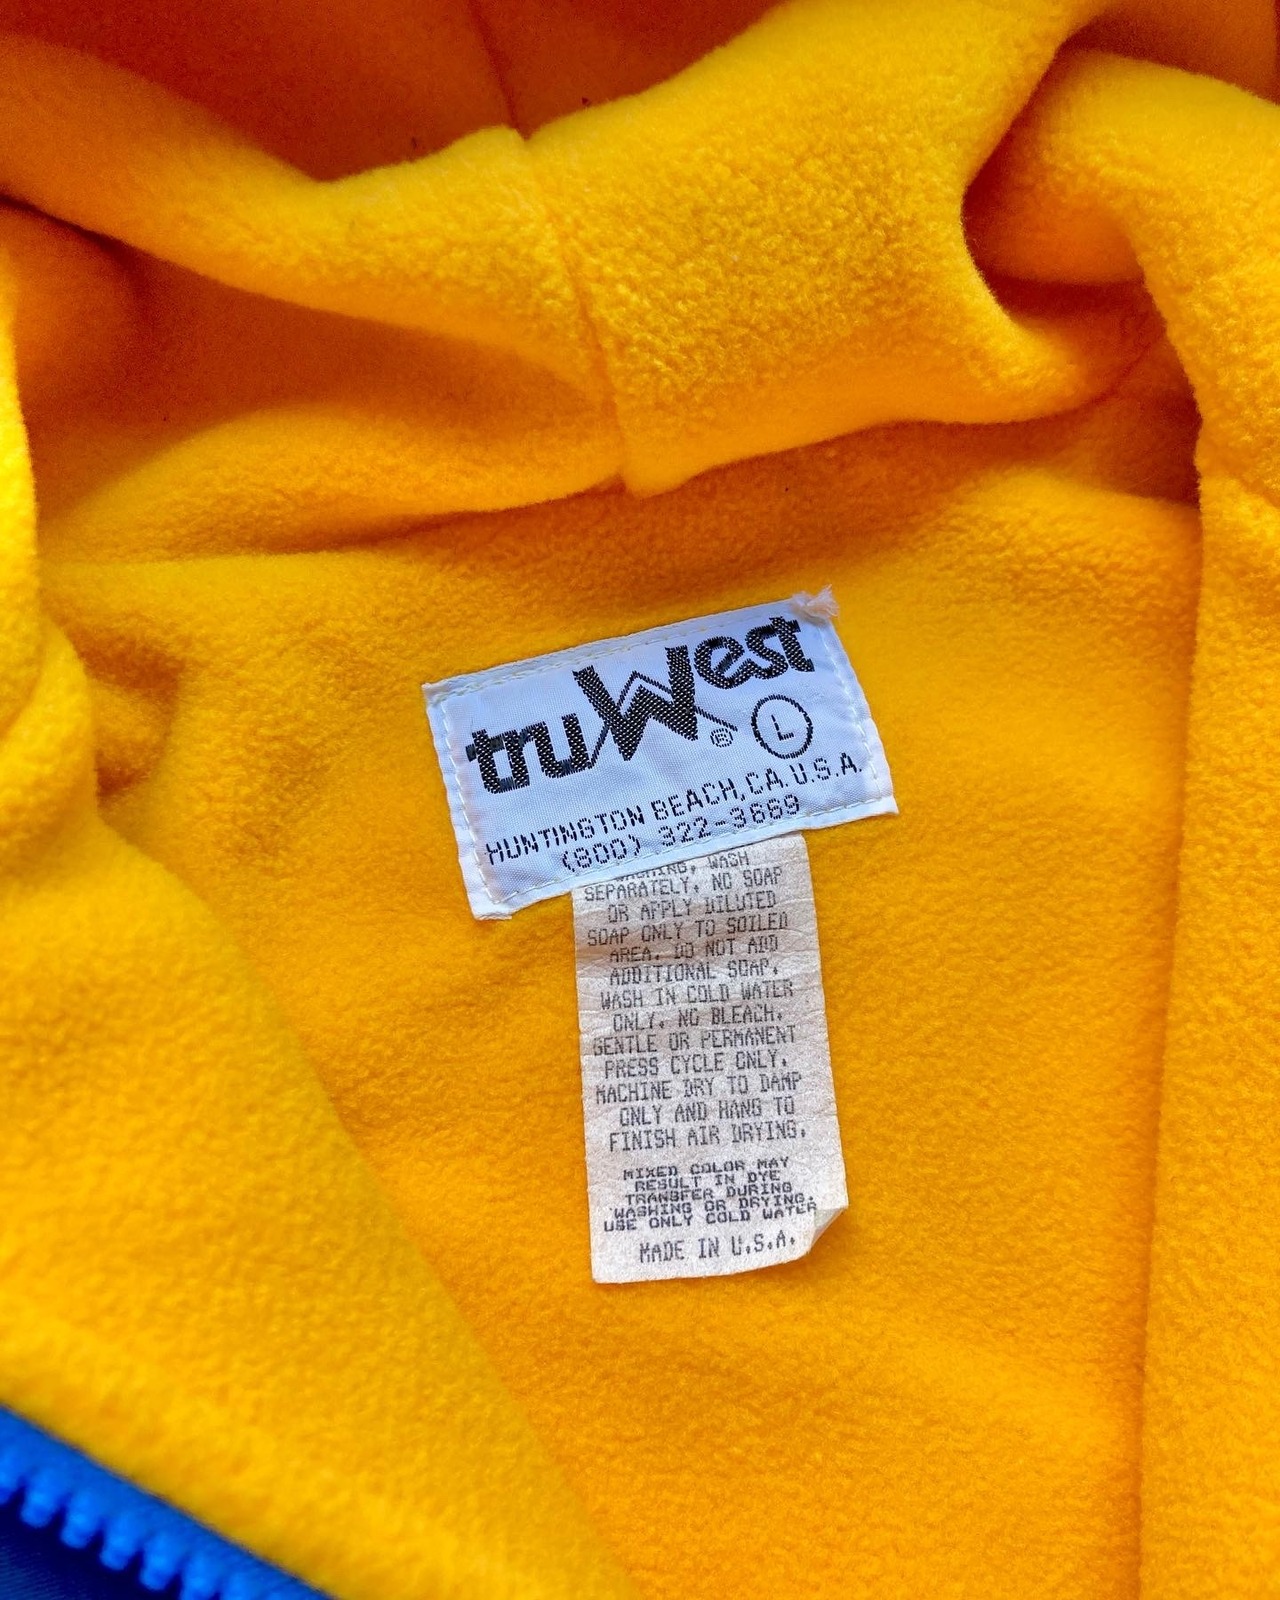 truWest ® L
HUNTINGTON BEACH, CA. U.S.A.
(800) 322-3669
WASHING, WASH
SEPARATELY. NO SOAP
OR APPLY DILUTED
SOAP ONLY TO SOILED
AREA. DO NOT ADD
ADDITIONAL SOAP.
WASH IN COLD WATER
ONLY. NO BLEACH.
GENTLE OR PERMANENT
PRESS CYCLE ONLY.
MACHINE DRY TO DAMP
ONLY AND HANG TO
FINISH AIR DRYING.
MIXED COLOR MAY
RESULT IN DYE
TRANSFER DURING
WASHING OR DRYING.
USE ONLY COLD WATER
MADE IN U.S.A.